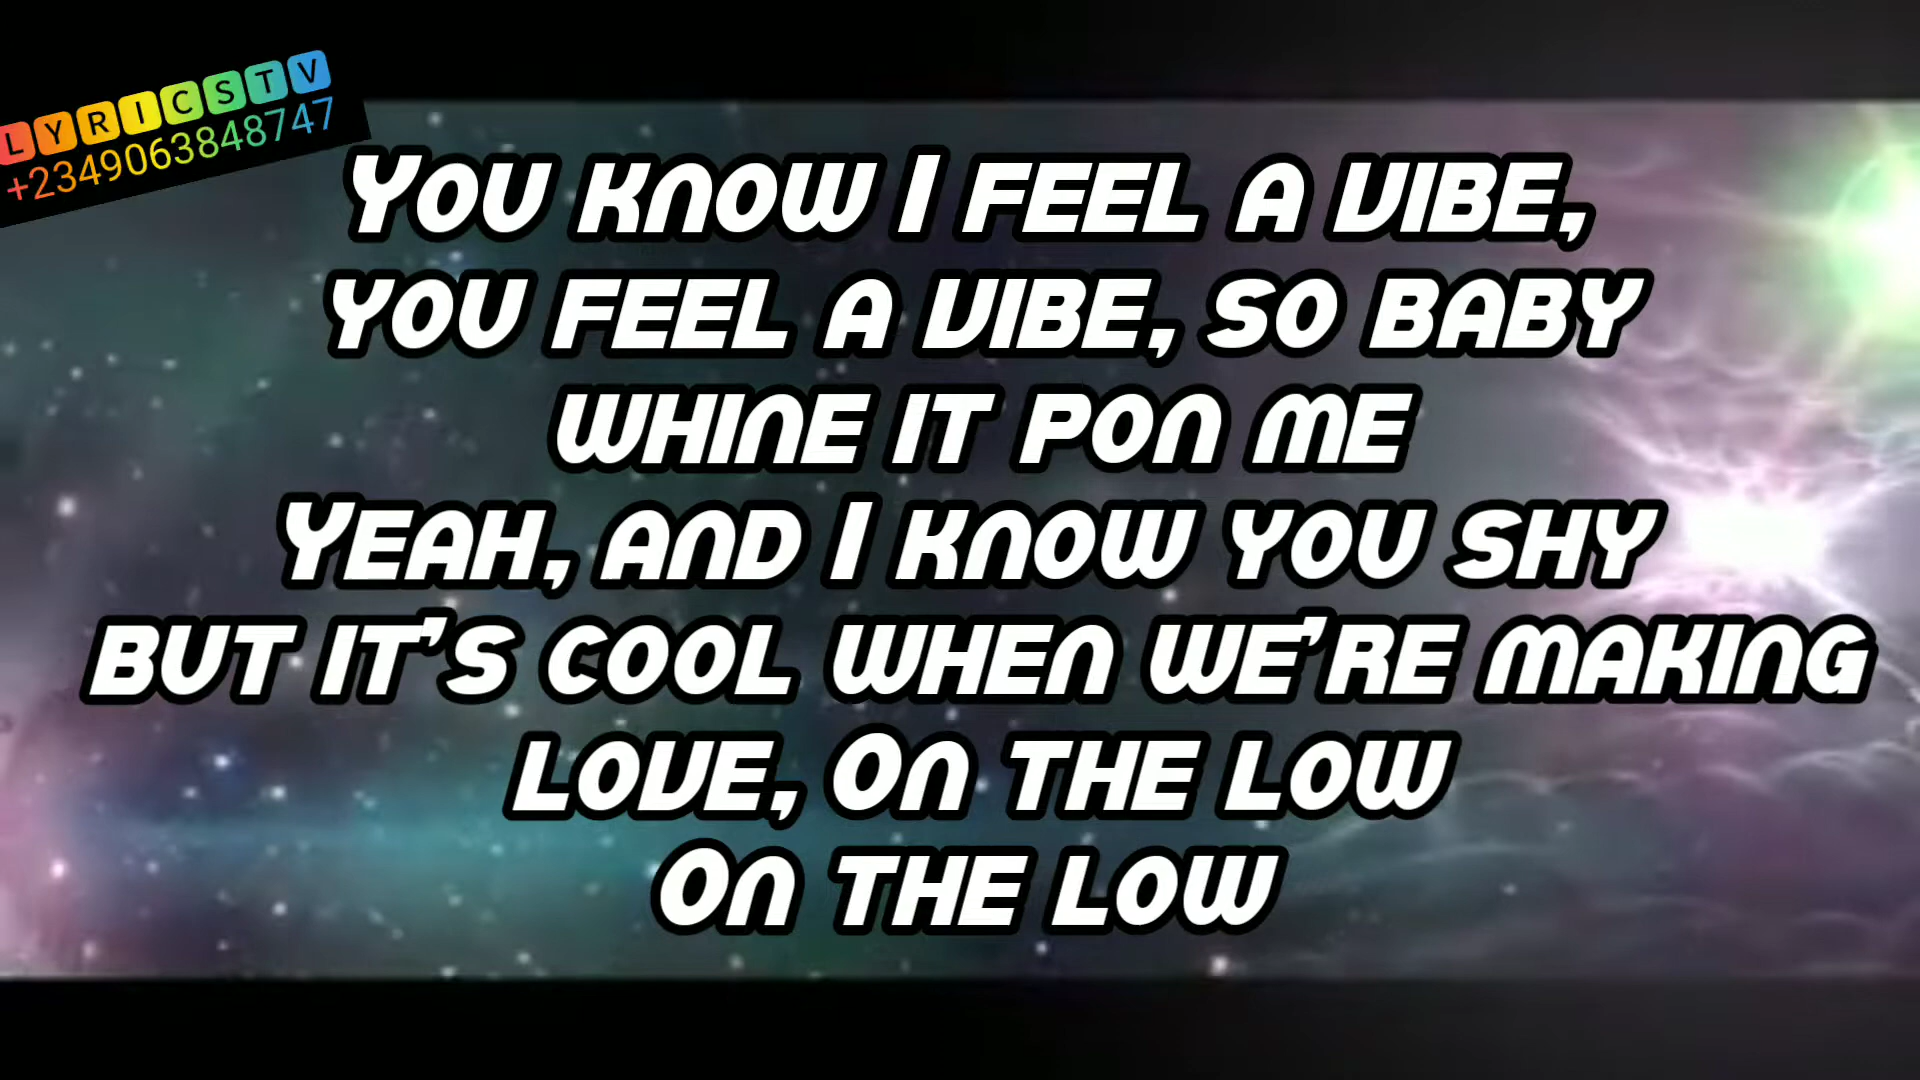 LYRICSTV
+2349063848747
You know I feel a vibe,
you feel a vibe, so baby
whine it pon me
Yeah, and I know you shy
but it's cool when we're making
love, On the low
On the low